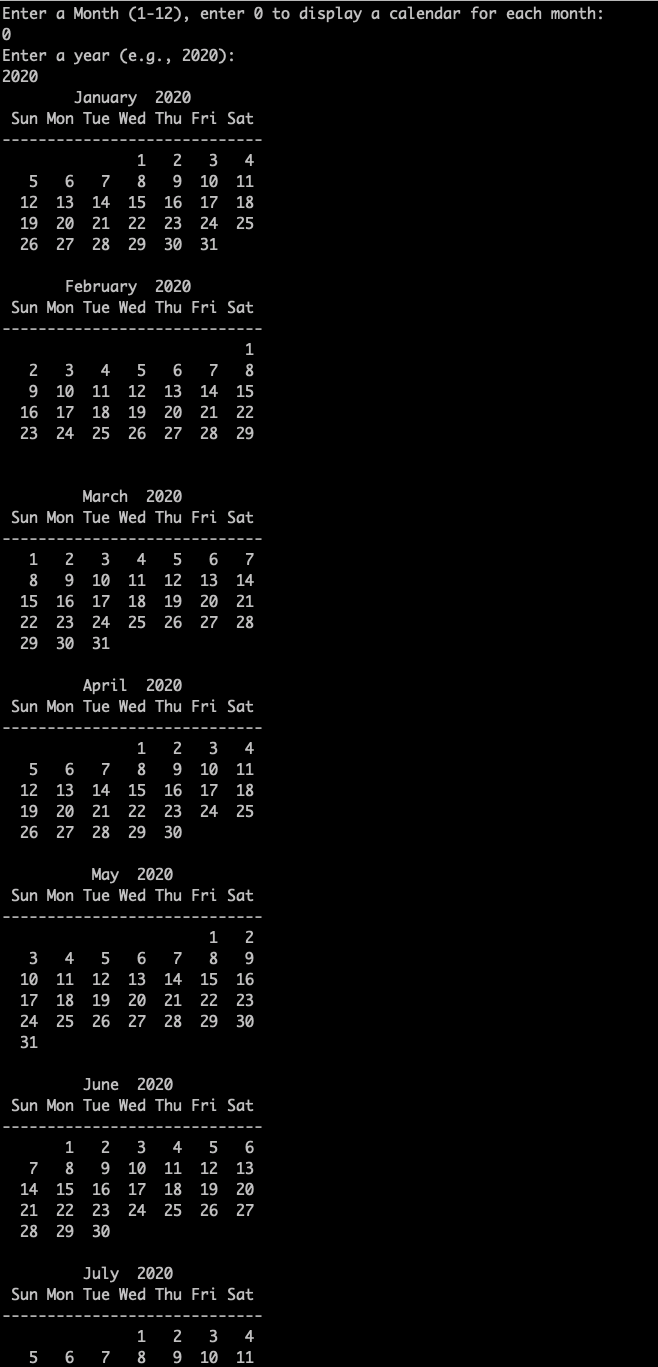 Enter a Month (1-12), enter 0 to display a calendar for each month:
0
Enter a year (e.g., 2020):
2020
        January  2020
 Sun Mon Tue Wed Thu Fri Sat
-----------------------------
               1   2   3   4
   5   6   7   8   9  10  11
  12  13  14  15  16  17  18
  19  20  21  22  23  24  25
  26  27  28  29  30  31

       February  2020
 Sun Mon Tue Wed Thu Fri Sat
-----------------------------
                           1
   2   3   4   5   6   7   8
   9  10  11  12  13  14  15
  16  17  18  19  20  21  22
  23  24  25  26  27  28  29


         March  2020
 Sun Mon Tue Wed Thu Fri Sat
-----------------------------
   1   2   3   4   5   6   7
   8   9  10  11  12  13  14
  15  16  17  18  19  20  21
  22  23  24  25  26  27  28
  29  30  31

         April  2020
 Sun Mon Tue Wed Thu Fri Sat
-----------------------------
               1   2   3   4
   5   6   7   8   9  10  11
  12  13  14  15  16  17  18
  19  20  21  22  23  24  25
  26  27  28  29  30

          May  2020
 Sun Mon Tue Wed Thu Fri Sat
-----------------------------
                       1   2
   3   4   5   6   7   8   9
  10  11  12  13  14  15  16
  17  18  19  20  21  22  23
  24  25  26  27  28  29  30
  31

         June  2020
 Sun Mon Tue Wed Thu Fri Sat
-----------------------------
       1   2   3   4   5   6
   7   8   9  10  11  12  13
  14  15  16  17  18  19  20
  21  22  23  24  25  26  27
  28  29  30

         July  2020
 Sun Mon Tue Wed Thu Fri Sat
-----------------------------
               1   2   3   4
   5   6   7   8   9  10  11